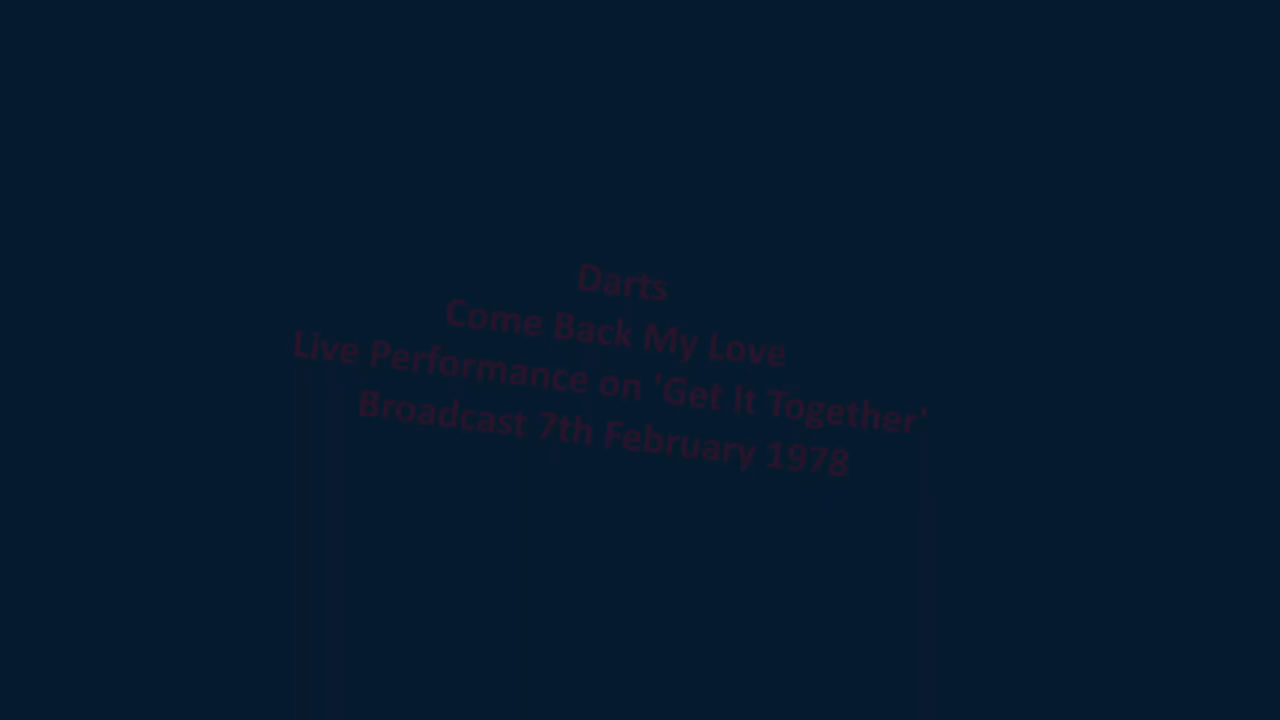 Darts
Come Back My Love
Live Performance on 'Get It Together'
Broadcast 7th February 1978